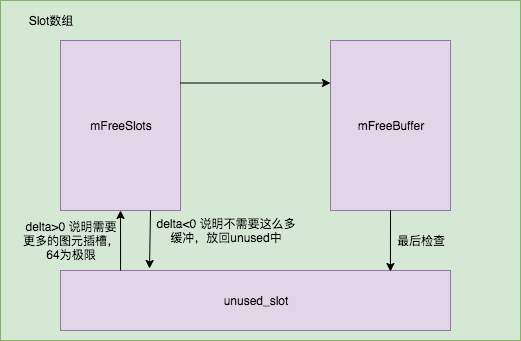 Slot数组
mFreeSlots
mFreeBuffer
delta>0 说明需要
更多的图元插槽，
64为极限
delta<0 说明不需要这么多
缓冲，放回unused中
最后检查
unused_slot